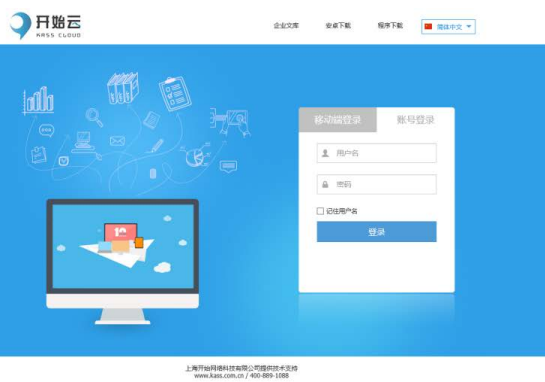 开始云
KASS CLOUD
企业文库 安卓下载 程序下载 简体中文
移动端登录 账号登录
用户名
密码
记住用户名
登录
上海开始网络科技有限公司提供技术支持
www.kass.com.cn / 400-889-1088